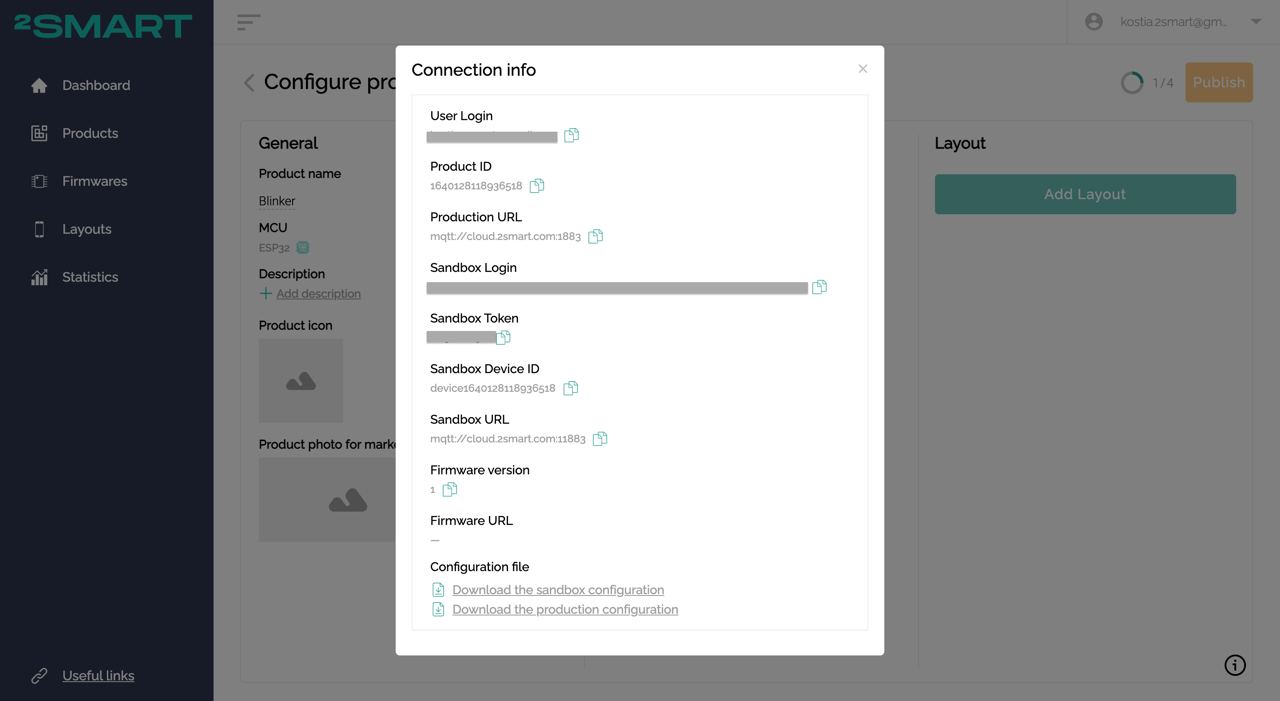 2SMART
Dashboard
Products
Firmwares
Layouts
Statistics
Useful links
kostia.2smart@gm...
Configure pro
1/4
Publish
General
Product name
Blinker
MCU
ESP32
Description
Add description
Product icon
Product photo for marke
Connection info
User Login
Product ID
1640128118936518
Production URL
mqtt://cloud.2smart.com:1883
Sandbox Login
Sandbox Token
Sandbox Device ID
device1640128118936518
Sandbox URL
mqtt://cloud.2smart.com:11883
Firmware version
1
Firmware URL
—
Configuration file
Download the sandbox configuration
Download the production configuration
Layout
Add Layout